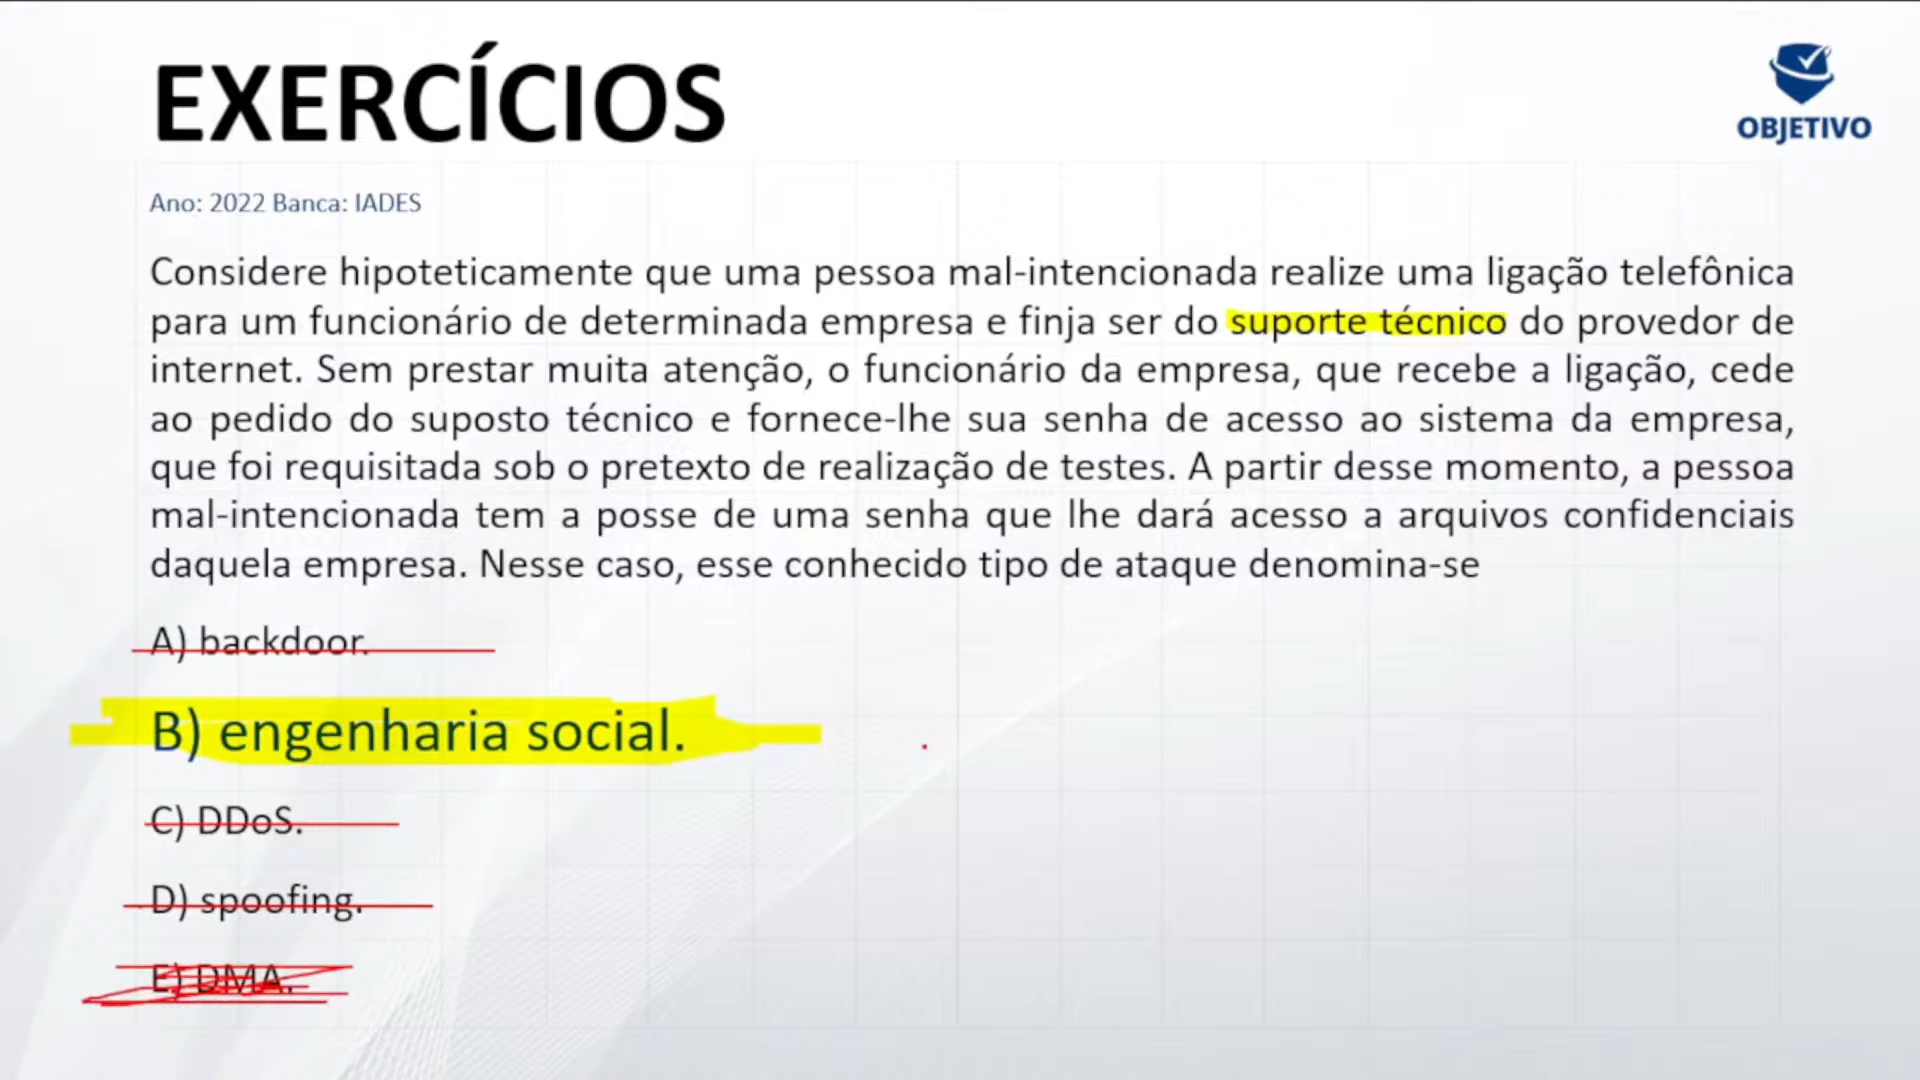 EXERCÍCIOS
OBJETIVO
Ano: 2022 Banca: IADES
Considere hipoteticamente que uma pessoa mal-intencionada realize uma ligação telefônica
para um funcionário de determinada empresa e finja ser do suporte técnico do provedor de
internet. Sem prestar muita atenção, o funcionário da empresa, que recebe a ligação, cede
ao pedido do suposto técnico e fornece-lhe sua senha de acesso ao sistema da empresa,
que foi requisitada sob o pretexto de realização de testes. A partir desse momento, a pessoa
mal-intencionada tem a posse de uma senha que lhe dará acesso a arquivos confidenciais
daquela empresa. Nesse caso, esse conhecido tipo de ataque denomina-se
A) backdoor.
B) engenharia social.
C) DDoS.
D) spoofing.
E) DMA.